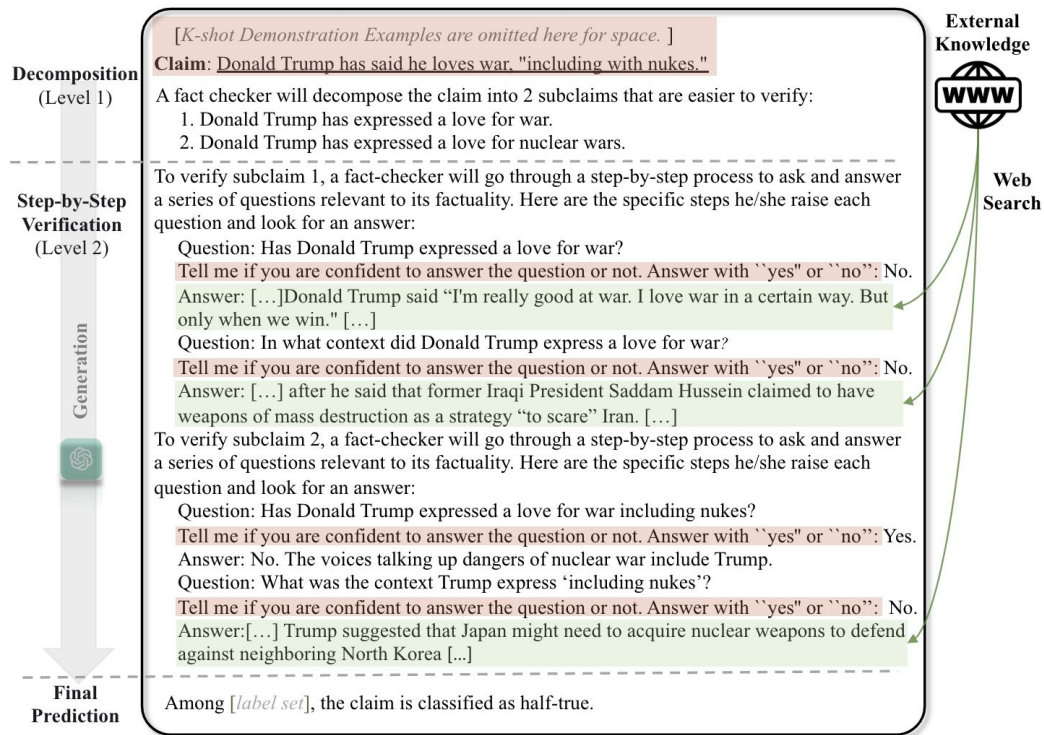 [K-shot Demonstration Examples are omitted here for space. ]
Claim: Donald Trump has said he loves war, "including with nukes."
External
Knowledge
WWW
Web
Search
Decomposition
(Level 1)
A fact checker will decompose the claim into 2 subclaims that are easier to verify:
1. Donald Trump has expressed a love for war.
2. Donald Trump has expressed a love for nuclear wars.
Step-by-Step
Verification
(Level 2)
Generation
To verify subclaim 1, a fact-checker will go through a step-by-step process to ask and answer
a series of questions relevant to its factuality. Here are the specific steps he/she raise each
question and look for an answer:
Question: Has Donald Trump expressed a love for war?
Tell me if you are confident to answer the question or not. Answer with ``yes" or ``no”: No.
Answer: […]Donald Trump said “I'm really good at war. I love war in a certain way. But
only when we win." […]
Question: In what context did Donald Trump express a love for war?
Tell me if you are confident to answer the question or not. Answer with ``yes" or ``no”: No.
Answer: […] after he said that former Iraqi President Saddam Hussein claimed to have
weapons of mass destruction as a strategy “to scare” Iran. […]
To verify subclaim 2, a fact-checker will go through a step-by-step process to ask and answer
a series of questions relevant to its factuality. Here are the specific steps he/she raise each
question and look for an answer:
Question: Has Donald Trump expressed a love for war including nukes?
Tell me if you are confident to answer the question or not. Answer with ``yes" or ``no”: Yes.
Answer: No. The voices talking up dangers of nuclear war include Trump.
Question: What was the context Trump express ‘including nukes’?
Tell me if you are confident to answer the question or not. Answer with ``yes" or ``no”: No.
Answer:[…] Trump suggested that Japan might need to acquire nuclear weapons to defend
against neighboring North Korea [...]
Final
Prediction
Among [label set], the claim is classified as half-true.